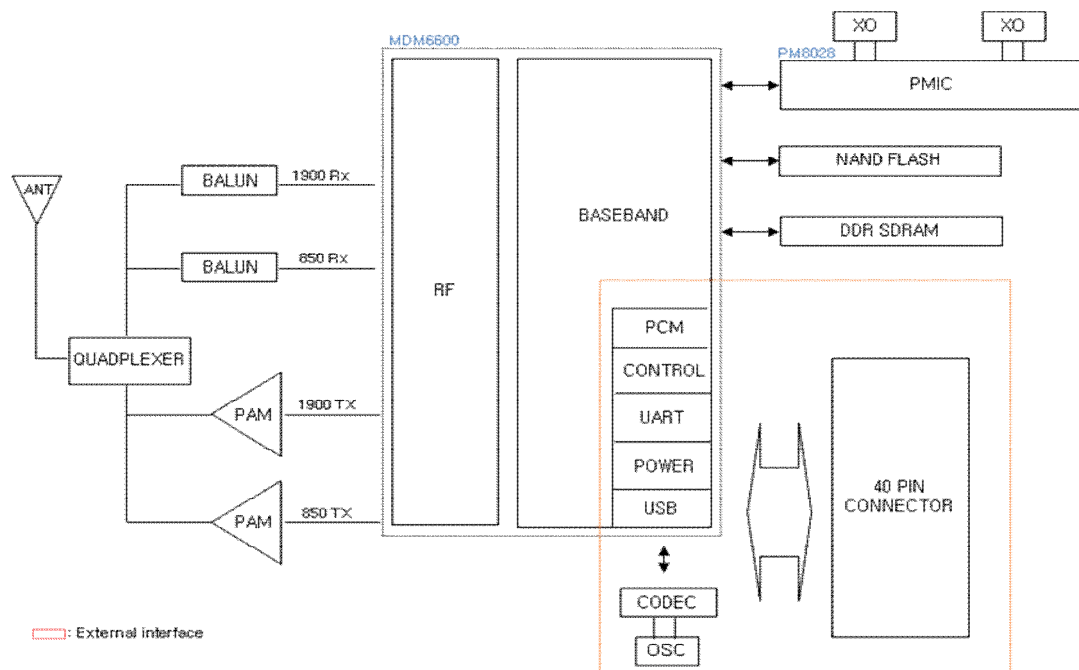 MDM6600
XO
XO
PM8028
PMIC
ANT.
BALUN
1900 Rx
NAND FLASH
BASEBAND
BALUN
850 Rx
DDR SDRAM
RF
PCM
QUADPLEXER
CONTROL
PAM
1900 TX
UART
POWER
40 PIN
CONNECTOR
PAM
850 TX
USB
CODEC
: External interface
OSC